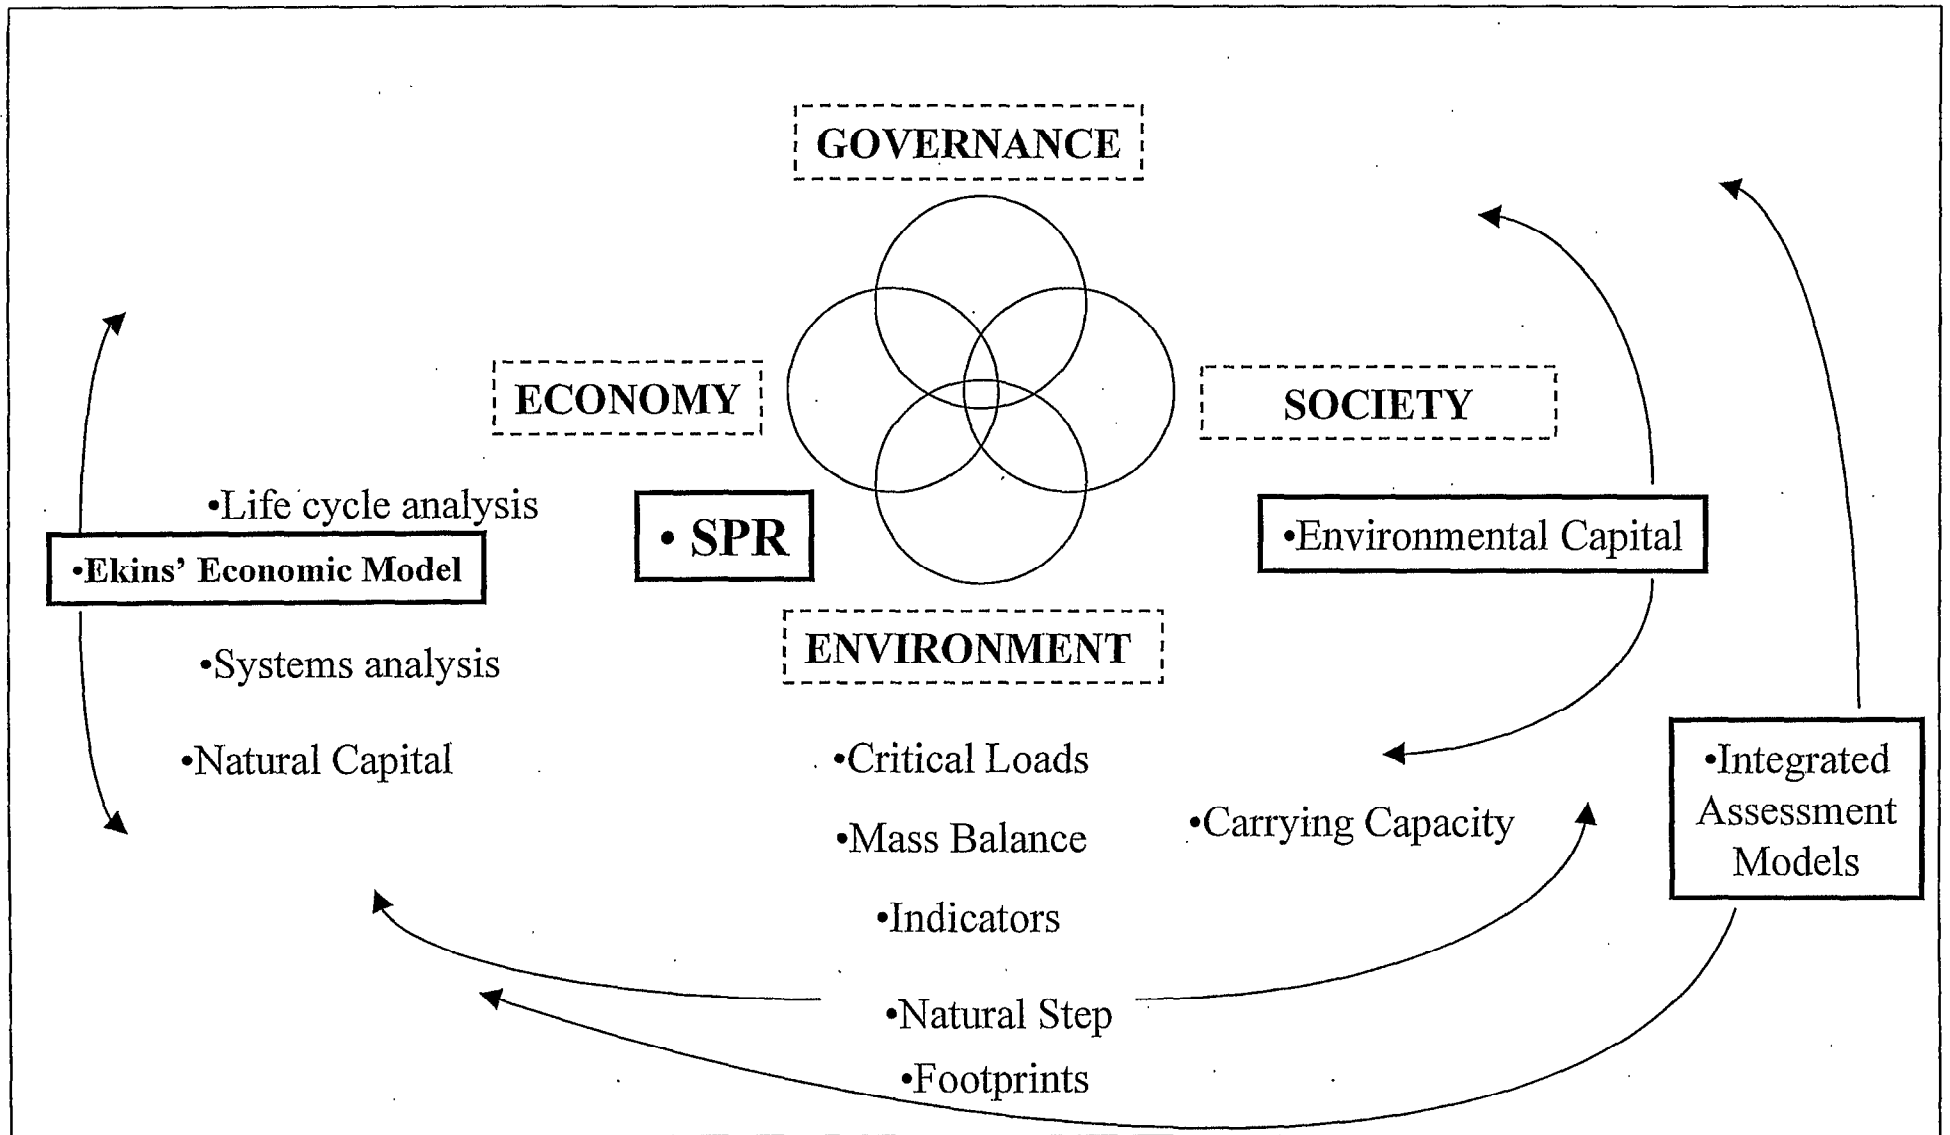 GOVERNANCE
ECONOMY
SOCIETY
•Life cycle analysis
• SPR
•Environmental Capital
•Ekins’ Economic Model
ENVIRONMENT
•Systems analysis
•Natural Capital
•Critical Loads
•Integrated
Assessment
Models
•Mass Balance
•Carrying Capacity
•Indicators
•Natural Step
•Footprints